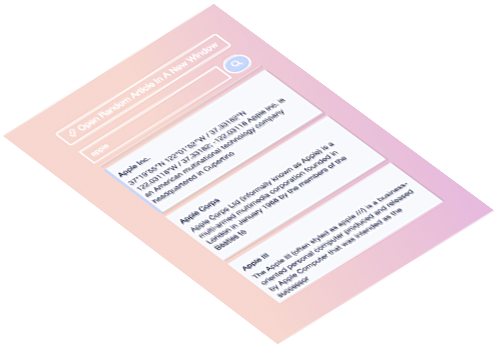 Open Random Article In A New Window
apple
Apple Inc.
37°19′55″N 122°01′52″W / 37.33182°N
122.03118°W / 37.33182; -122.03118 Apple Inc. is
an American multinational technology company
headquartered in Cupertino
Apple Corps
Apple Corps Ltd (informally known as Apple) is a
multi-armed multimedia corporation founded in
London in January 1968 by the members of the
Beatles to
Apple III
The Apple III (often styled as apple ///) is a business-
oriented personal computer produced and released
by Apple Computer that was intended as the
successor